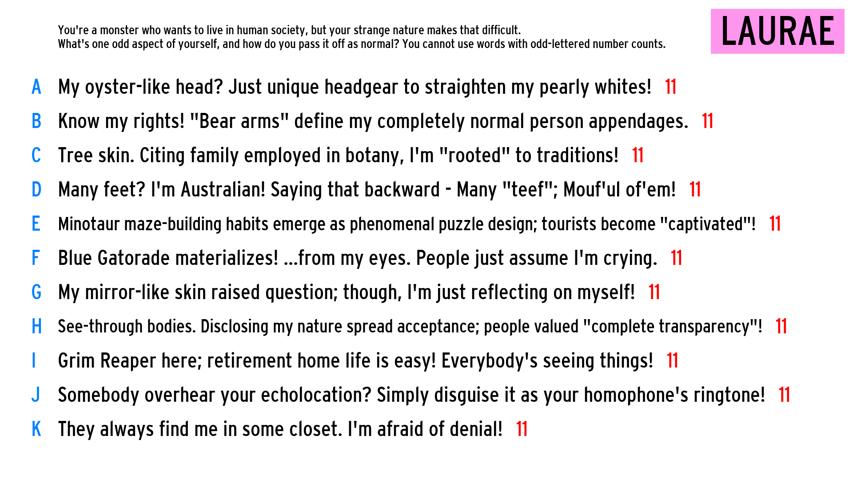 You're a monster who wants to live in human society, but your strange nature makes that difficult.
What's one odd aspect of yourself, and how do you pass it off as normal? You cannot use words with odd-lettered number counts.
LAURAE
A My oyster-like head? Just unique headgear to straighten my pearly whites! 11
B Know my rights! "Bear arms" define my completely normal person appendages. 11
C Tree skin. Citing family employed in botany, I'm "rooted" to traditions! 11
D Many feet? I'm Australian! Saying that backward - Many "teef"; Mouf'ul of'em! 11
E Minotaur maze-building habits emerge as phenomenal puzzle design; tourists become "captivated"! 11
F Blue Gatorade materializes! ...from my eyes. People just assume I'm crying. 11
G My mirror-like skin raised question; though, I'm just reflecting on myself! 11
H See-through bodies. Disclosing my nature spread acceptance; people valued "complete transparency"! 11
I Grim Reaper here; retirement home life is easy! Everybody's seeing things! 11
J Somebody overhear your echolocation? Simply disguise it as your homophone's ringtone! 11
K They always find me in some closet. I'm afraid of denial! 11